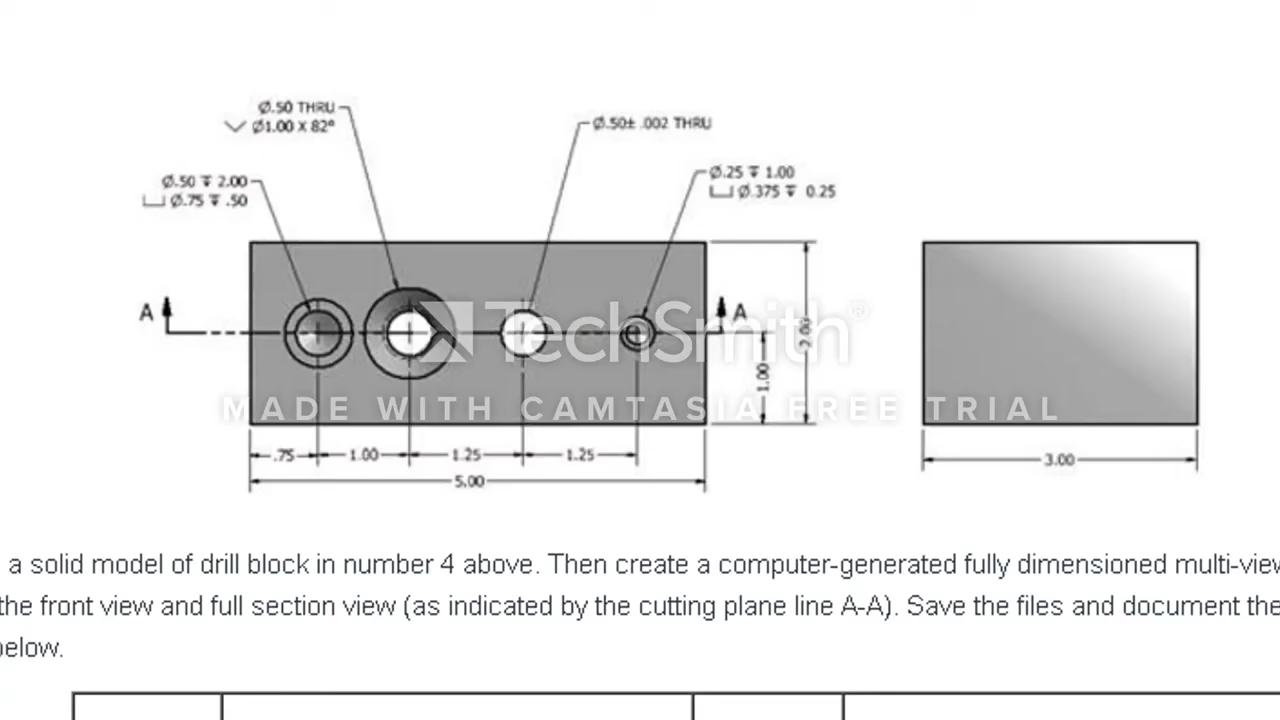 Ø.50 THRU
⌵ Ø1.00 X 82°
Ø.50± .002 THRU
Ø.50 ↧ 2.00
⌴ Ø.75 ↧ .50
Ø.25 ↧ 1.00
⌴ Ø.375 ↧ 0.25
A
A
TechSmith®
2.00
1.00
MADE WITH CAMTASIA FREE TRIAL
.75
1.00
1.25
1.25
5.00
3.00
a solid model of drill block in number 4 above. Then create a computer-generated fully dimensioned multi-view
the front view and full section view (as indicated by the cutting plane line A-A). Save the files and document the
below.